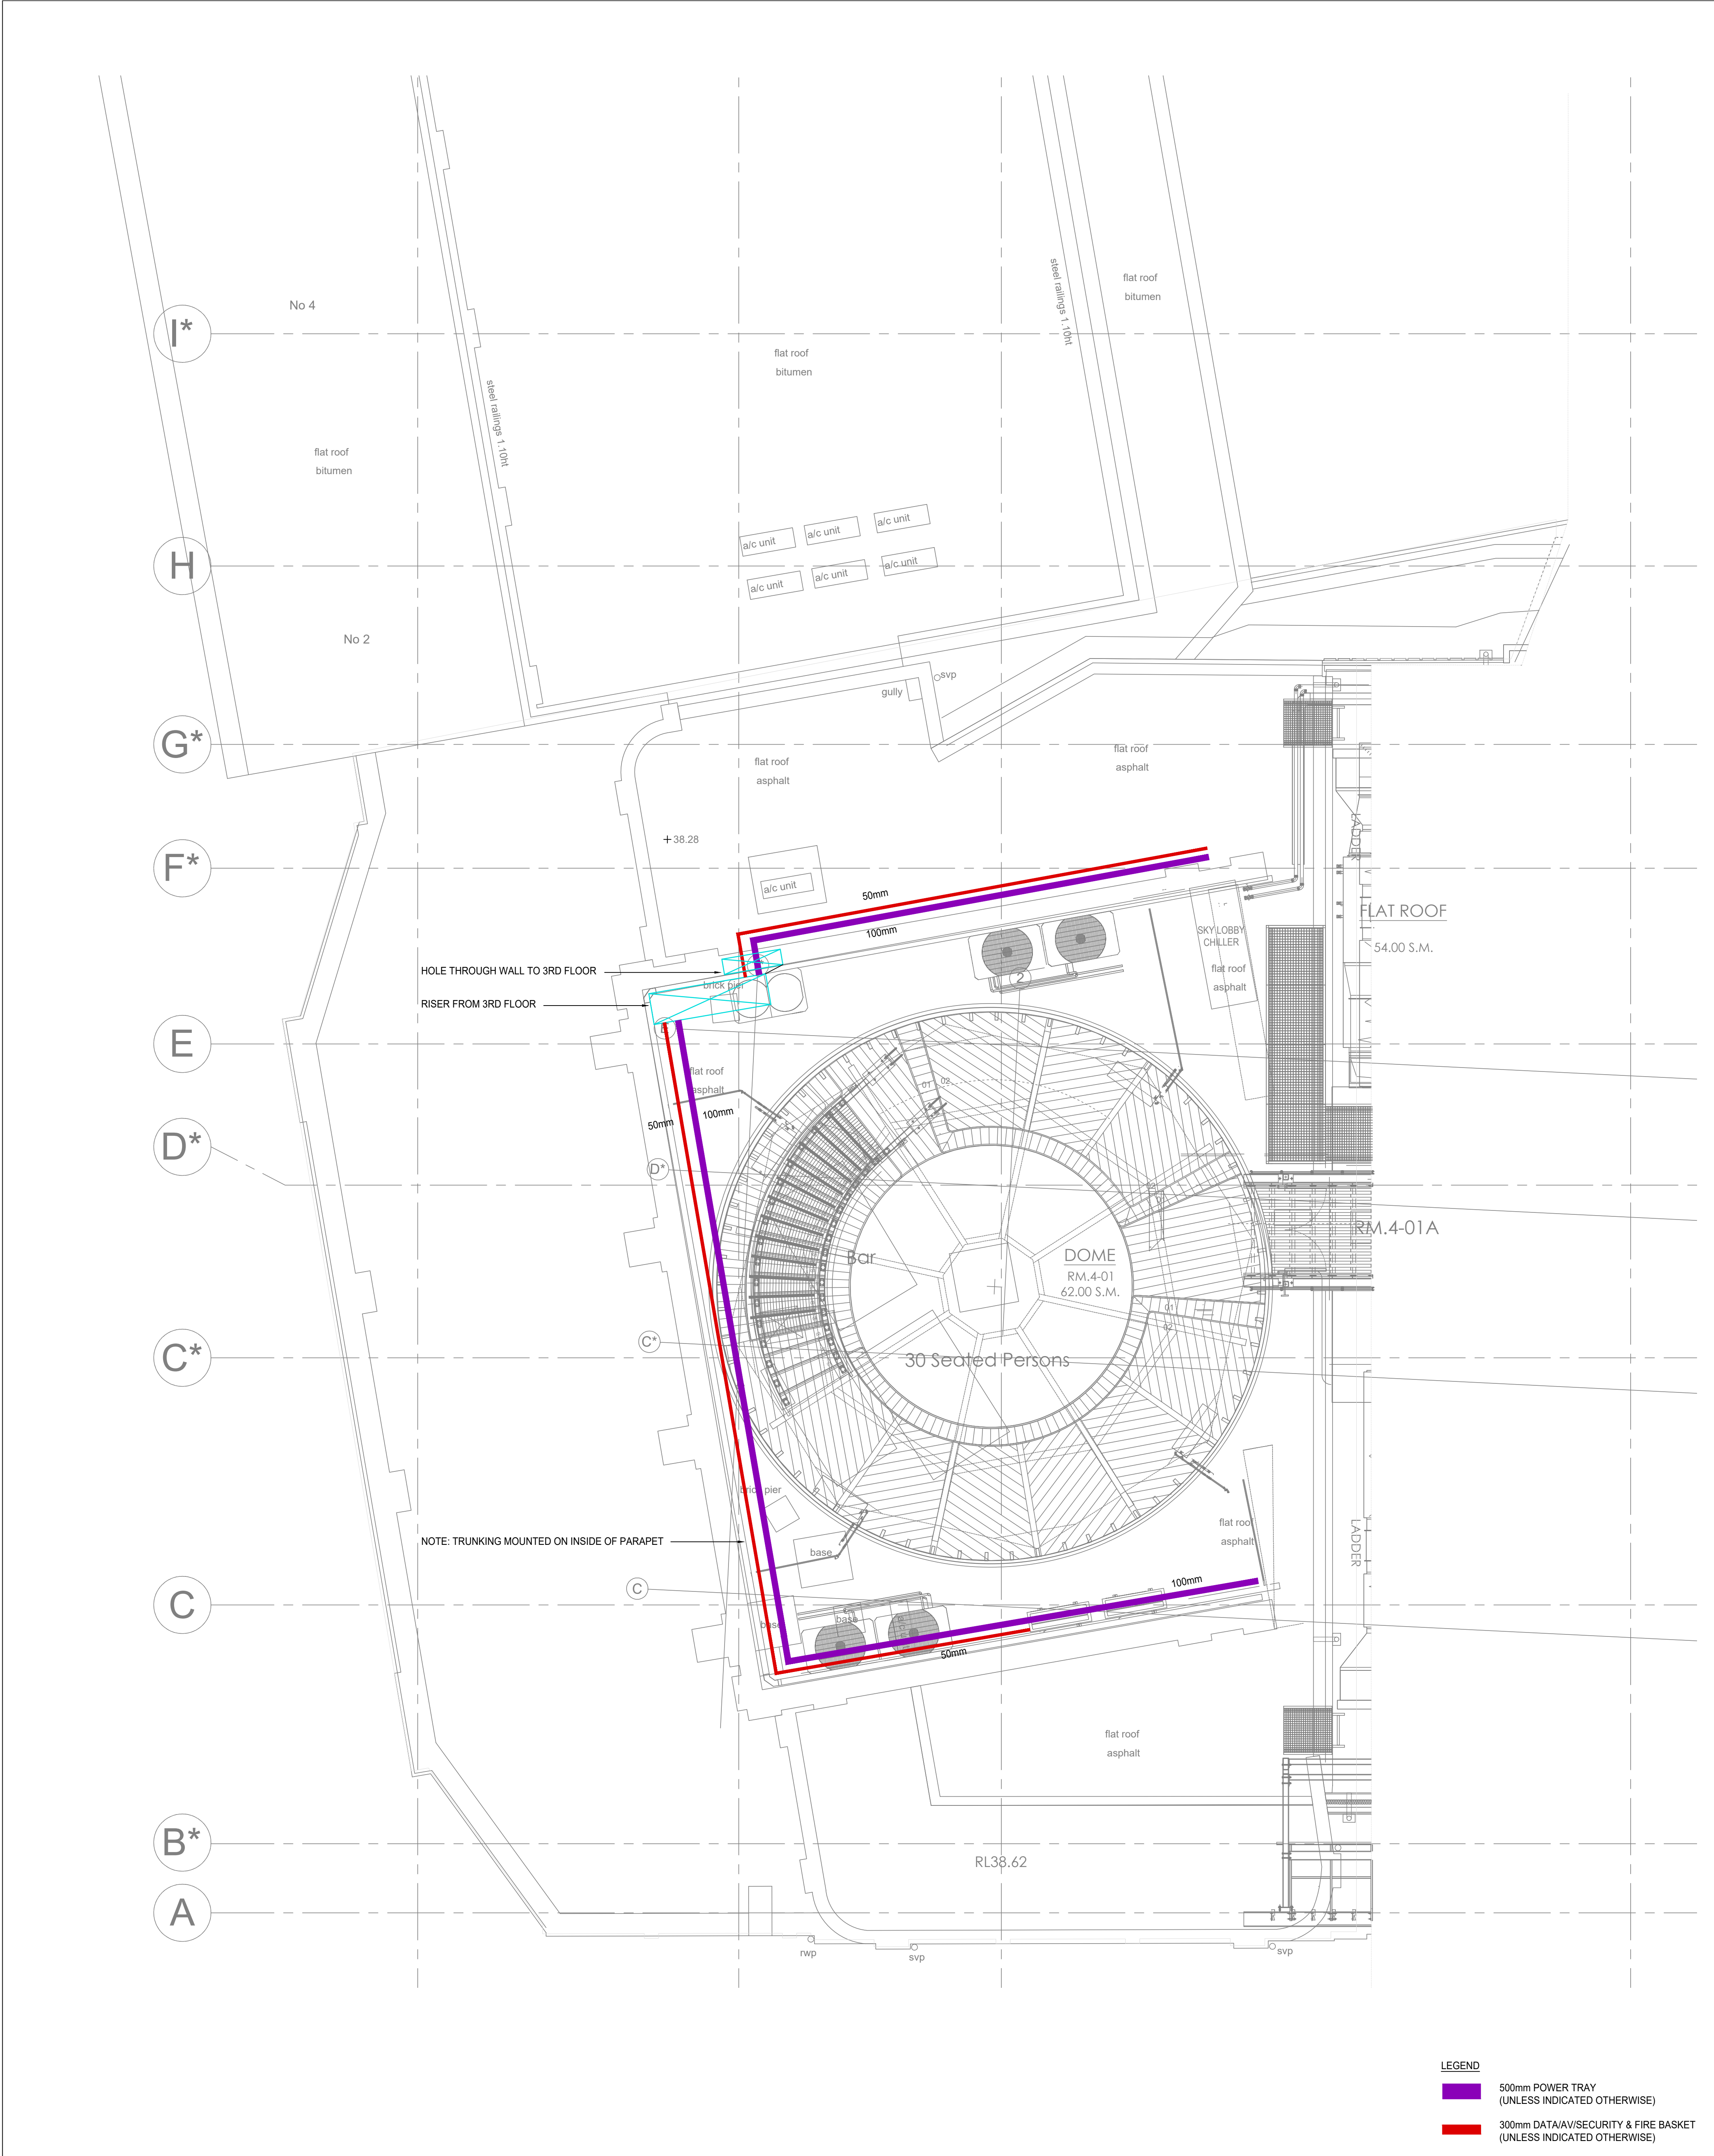 No 4
I*
steel railings 1.10ht
flat roof
bitumen
flat roof
bitumen
steel railings 1.10ht
flat roof
bitumen
a/c unit
a/c unit
a/c unit
a/c unit
a/c unit
a/c unit
H
No 2
svp
gully
G*
flat roof
asphalt
flat roof
asphalt
38.28
LADDER
F*
a/c unit
50mm
100mm
FLAT ROOF
54.00 S.M.
SKY LOBBY
CHILLER
flat roof
asphalt
HOLE THROUGH WALL TO 3RD FLOOR
brick pier
2
RISER FROM 3RD FLOOR
E
E
flat roof
asphalt
01
02
50mm
100mm
D*
D*
RM.4-01A
Bar
DOME
RM.4-01
62.00 S.M.
01
02
C*
C*
30 Seated Persons
brick pier
flat roof
asphalt
LADDER
NOTE: TRUNKING MOUNTED ON INSIDE OF PARAPET
base
C
C
100mm
base
base
50mm
flat roof
asphalt
B*
RL38.62
A
rwp
svp
svp
LEGEND
500mm POWER TRAY
(UNLESS INDICATED OTHERWISE)
300mm DATA/AV/SECURITY & FIRE BASKET
(UNLESS INDICATED OTHERWISE)